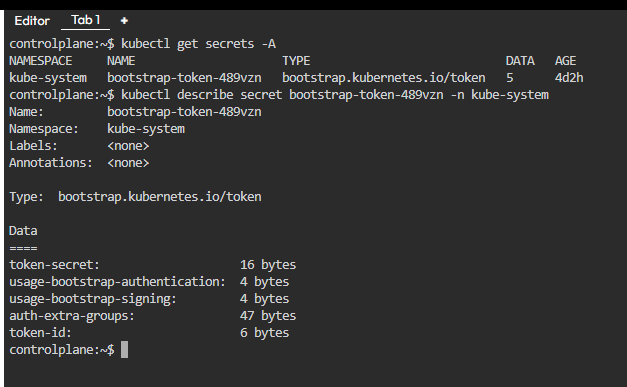 Editor Tab 1 +
controlplane:~$ kubectl get secrets -A
NAMESPACE     NAME                      TYPE                            DATA   AGE
kube-system   bootstrap-token-489vzn   bootstrap.kubernetes.io/token   5      4d2h
controlplane:~$ kubectl describe secret bootstrap-token-489vzn -n kube-system
Name:         bootstrap-token-489vzn
Namespace:    kube-system
Labels:       <none>
Annotations:  <none>
Type:  bootstrap.kubernetes.io/token
Data
====
token-secret:                    16 bytes
usage-bootstrap-authentication:  4 bytes
usage-bootstrap-signing:         4 bytes
auth-extra-groups:               47 bytes
token-id:                        6 bytes
controlplane:~$